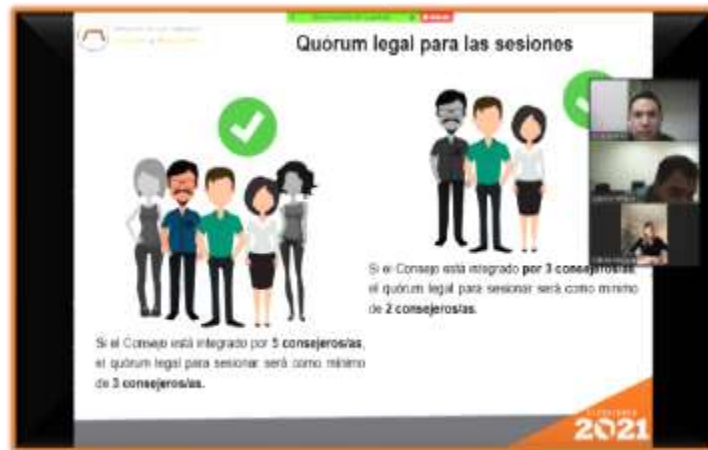 Quórum legal para las sesiones
Si el Consejo está integrado por 3 consejeros/as
el quórum legal para sesionar será como mínimo
de 2 consejeros/as.
Si el Consejo está integrado por 5 consejeros/as,
el quórum legal para sesionar será como mínimo
de 3 consejeros/as.
2021